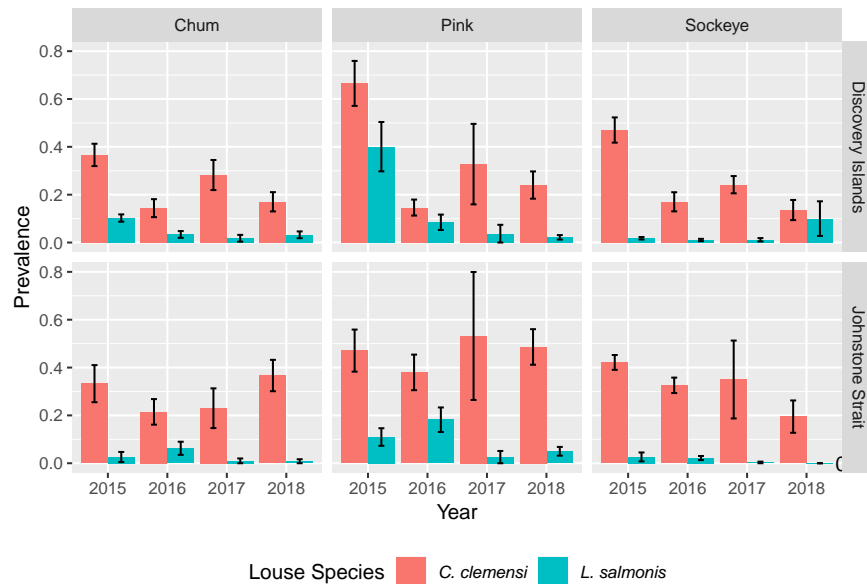 Chum Pink Sockeye
Prevalence
0.8
0.6
0.4
0.2
0.0
Discovery Islands
0.8
0.6
0.4
0.2
0.0
Johnstone Strait
2015 2016 2017 2018 2015 2016 2017 2018 2015 2016 2017 2018
Year
Louse Species C. clemensi L. salmonis